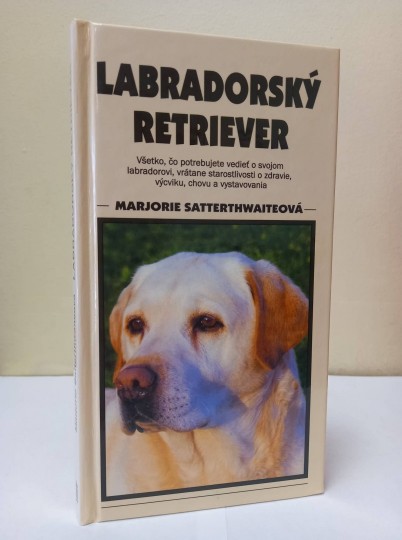 LABRADORSKÝ
RETRIEVER
Všetko, čo potrebujete vedieť o svojom
labradorovi, vrátane starostlivosti o zdravie,
výcviku, chovu a vystavovania
MARJORIE SATTERTHWAITEOVÁ